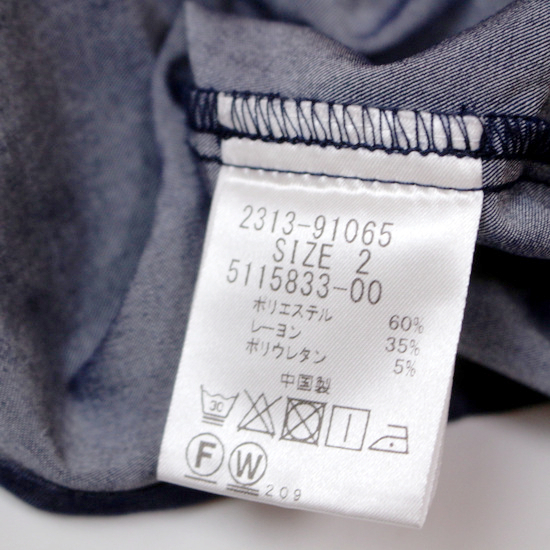 2313-91065
SIZE 2
5115833-00
ポリエステル 60%
レーヨン 35%
ポリウレタン 5%
中国製
30
F W 209